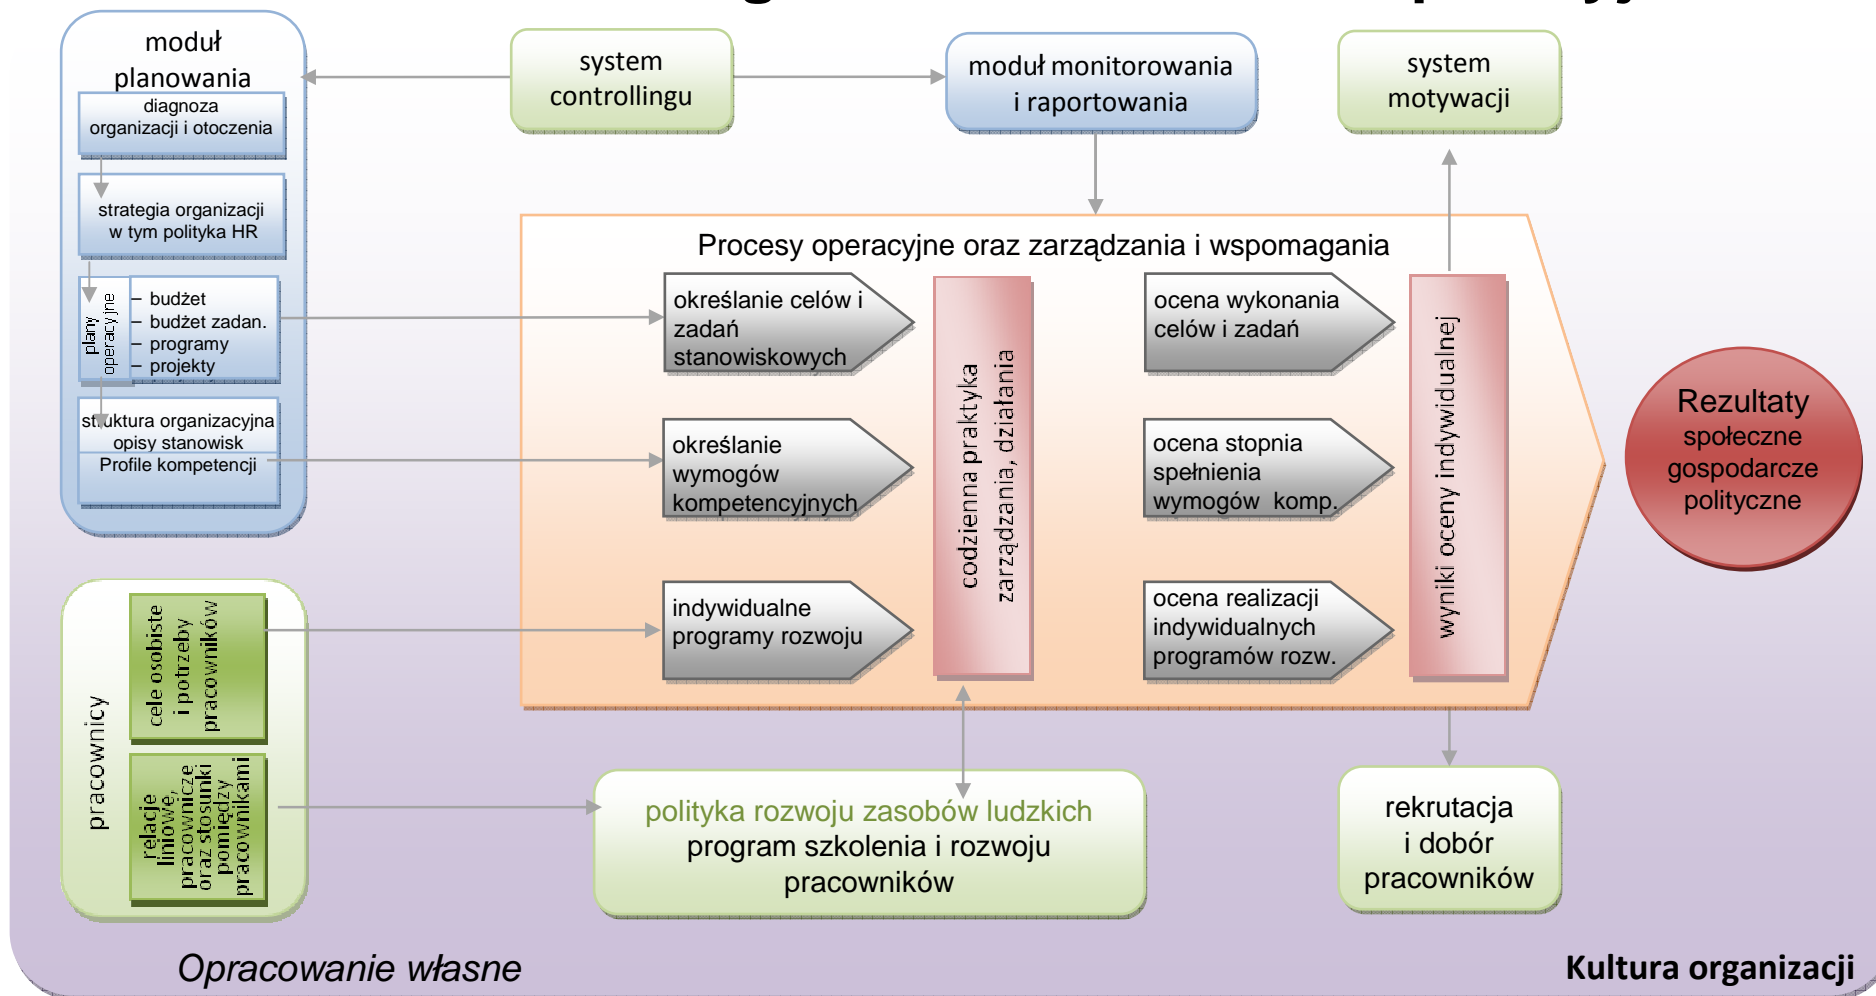 moduł
planowania
diagnoza
organizacji i otoczenia
strategia organizacji
w tym polityka HR
plany
operacyjne
– budżet
– budżet zadan.
– programy
– projekty
struktura organizacyjna
opisy stanowisk
Profile kompetencji
system
controllingu
moduł monitorowania
i raportowania
system
motywacji
Procesy operacyjne oraz zarządzania i wspomagania
określanie celów i
zadań
stanowiskowych
określanie
wymogów
kompetencyjnych
indywidualne
programy rozwoju
codzienna praktyka
zarządzania, działania
ocena wykonania
celów i zadań
ocena stopnia
spełnienia
wymogów komp.
ocena realizacji
indywidualnych
programów rozw.
wyniki oceny indywidualnej
Rezultaty
społeczne
gospodarcze
polityczne
pracownicy
cele osobiste
i potrzeby
pracowników
relacje
liniowe,
pracownicze
oraz stosunki
pomiędzy
pracownikami
polityka rozwoju zasobów ludzkich
program szkolenia i rozwoju
pracowników
rekrutacja
i dobór
pracowników
Opracowanie własne
Kultura organizacji